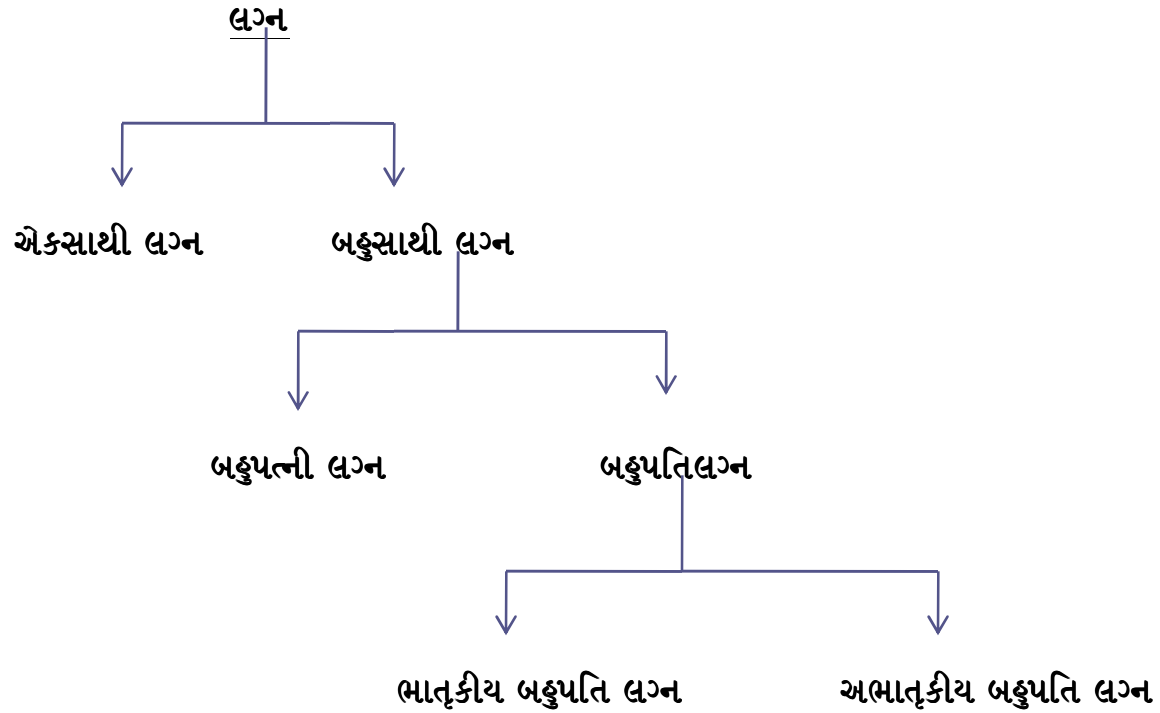 લગ્ન
એકસાથી લગ્ન બહુસાથી લગ્ન
બહુપત્ની લગ્ન બહુપતિલગ્ન
ભાતૃકીય બહુપતિ લગ્ન અભાતૃકીય બહુપતિ લગ્ન